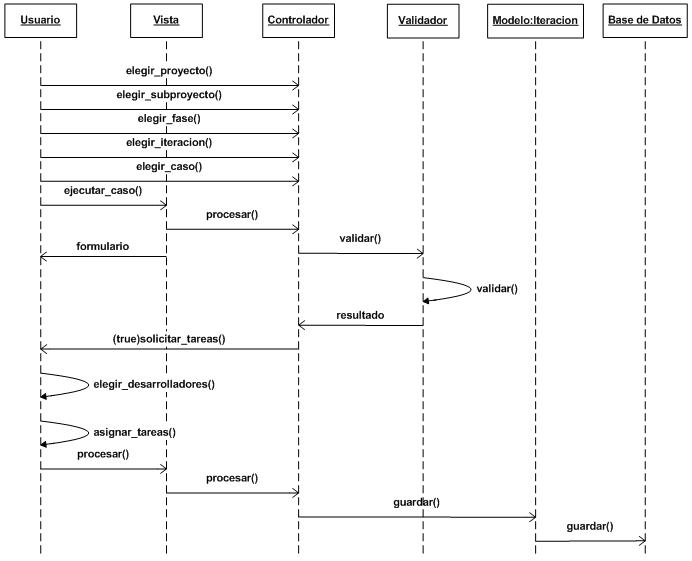 Usuario
Vista
Controlador
Validador
Modelo:Iteracion
Base de Datos
elegir_proyecto()
elegir_subproyecto()
elegir_fase()
elegir_iteracion()
elegir_caso()
ejecutar_caso()
procesar()
validar()
formulario
validar()
resultado
(true)solicitar_tareas()
elegir_desarrolladores()
asignar_tareas()
procesar()
procesar()
guardar()
guardar()